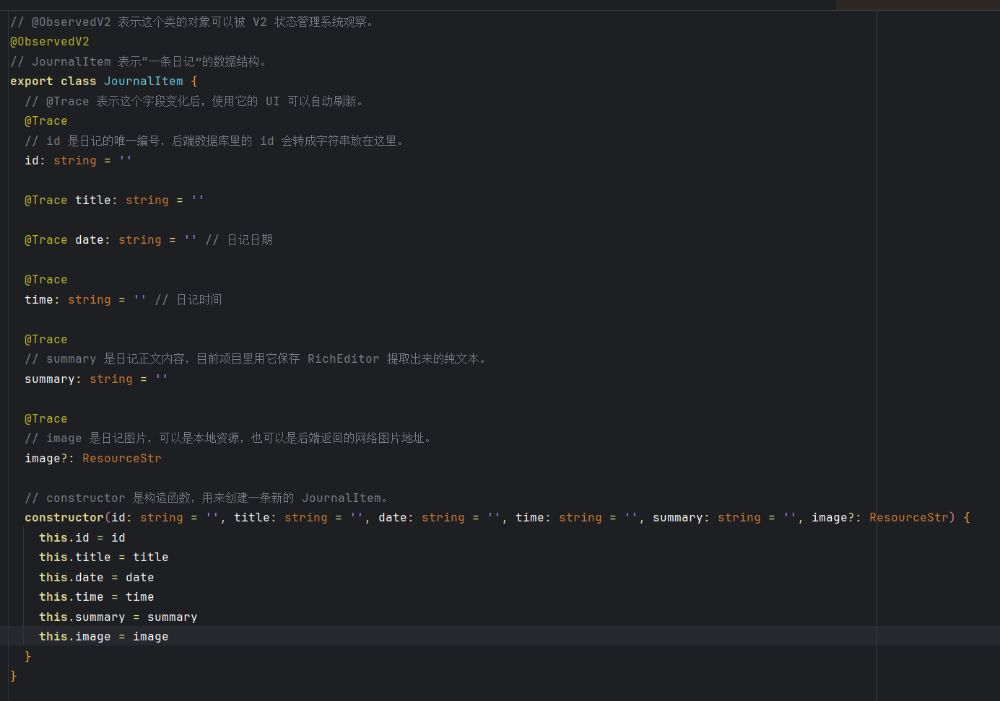 // @ObservedV2 表示这个类的对象可以被 V2 状态管理系统观察。
@ObservedV2
// JournalItem 表示“一条日记”的数据结构。
export class JournalItem {
  // @Trace 表示这个字段变化后，使用它的 UI 可以自动刷新。
  @Trace
  // id 是日记的唯一编号，后端数据库里的 id 会转成字符串放在这里。
  id: string = ''

  @Trace title: string = ''

  @Trace date: string = '' // 日记日期

  @Trace
  time: string = '' // 日记时间

  @Trace
  // summary 是日记正文内容，目前项目里用它保存 RichEditor 提取出来的纯文本。
  summary: string = ''

  @Trace
  // image 是日记图片，可以是本地资源，也可以是后端返回的网络图片地址。
  image?: ResourceStr

  // constructor 是构造函数，用来创建一条新的 JournalItem。
  constructor(id: string = '', title: string = '', date: string = '', time: string = '', summary: string = '', image?: ResourceStr) {
    this.id = id
    this.title = title
    this.date = date
    this.time = time
    this.summary = summary
    this.image = image
  }
}